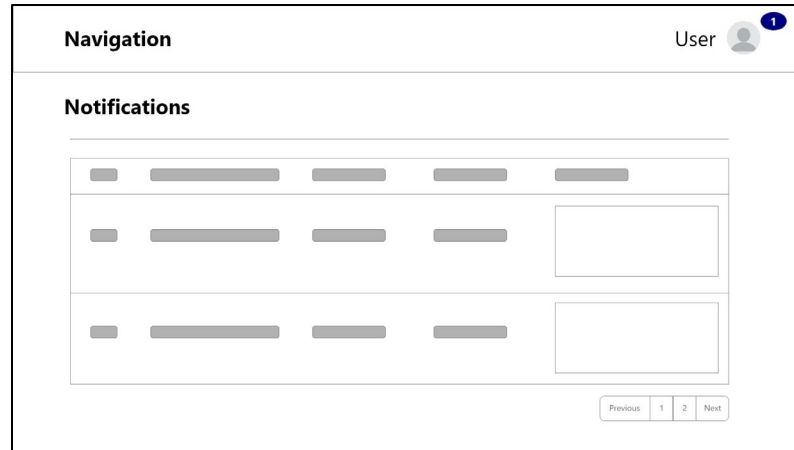 Navigation
User
1
Notifications
Previous 1 2 Next